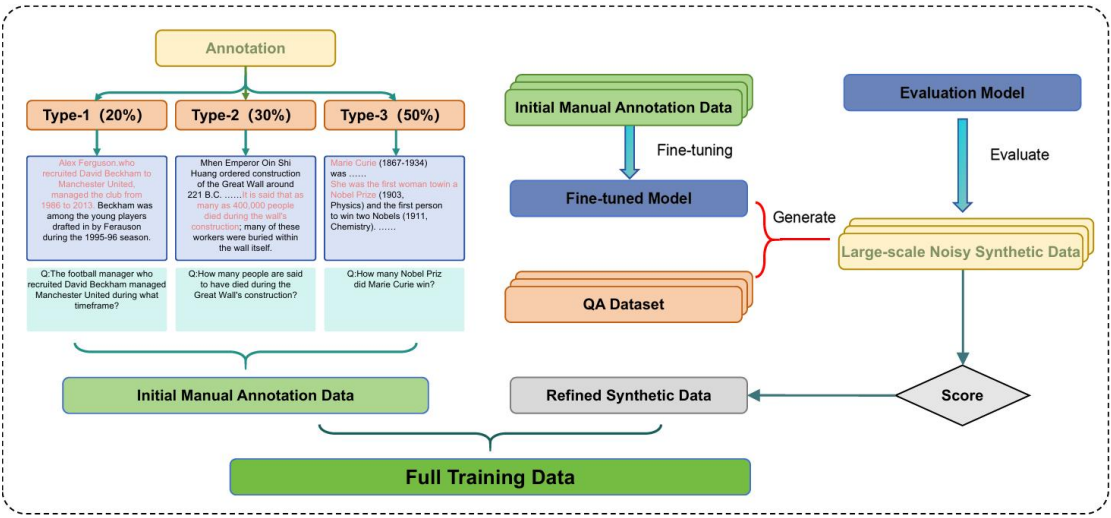 Annotation
Type-1 (20%)
Type-2 (30%)
Type-3 (50%)
Alex Ferguson,who
recruited David Beckham to
Manchester United,
managed the club from
1986 to 2013. Beckham was
among the young players
drafted in by Ferauson
during the 1995-96 season.
Mhen Emperor Oin Shi
Huang ordered construction
of the Great Wall around
221 B.C. ......It is said that as
many as 400,000 people
died during the wall's
construction; many of these
workers were buried within
the wall itself.
Marie Curie (1867-1934)
was ......
She was the first woman towin a
Nobel Prize (1903,
Physics) and the first person
to win two Nobels (1911,
Chemistry). ......
Q:The football manager who
recruited David Beckham managed
Manchester United during what
timeframe?
Q:How many people are said
to have died during the
Great Wall's construction?
Q:How many Nobel Priz
did Marie Curie win?
Initial Manual Annotation Data
Initial Manual Annotation Data
Fine-tuning
Fine-tuned Model
Generate
QA Dataset
Evaluation Model
Evaluate
Large-scale Noisy Synthetic Data
Score
Refined Synthetic Data
Full Training Data